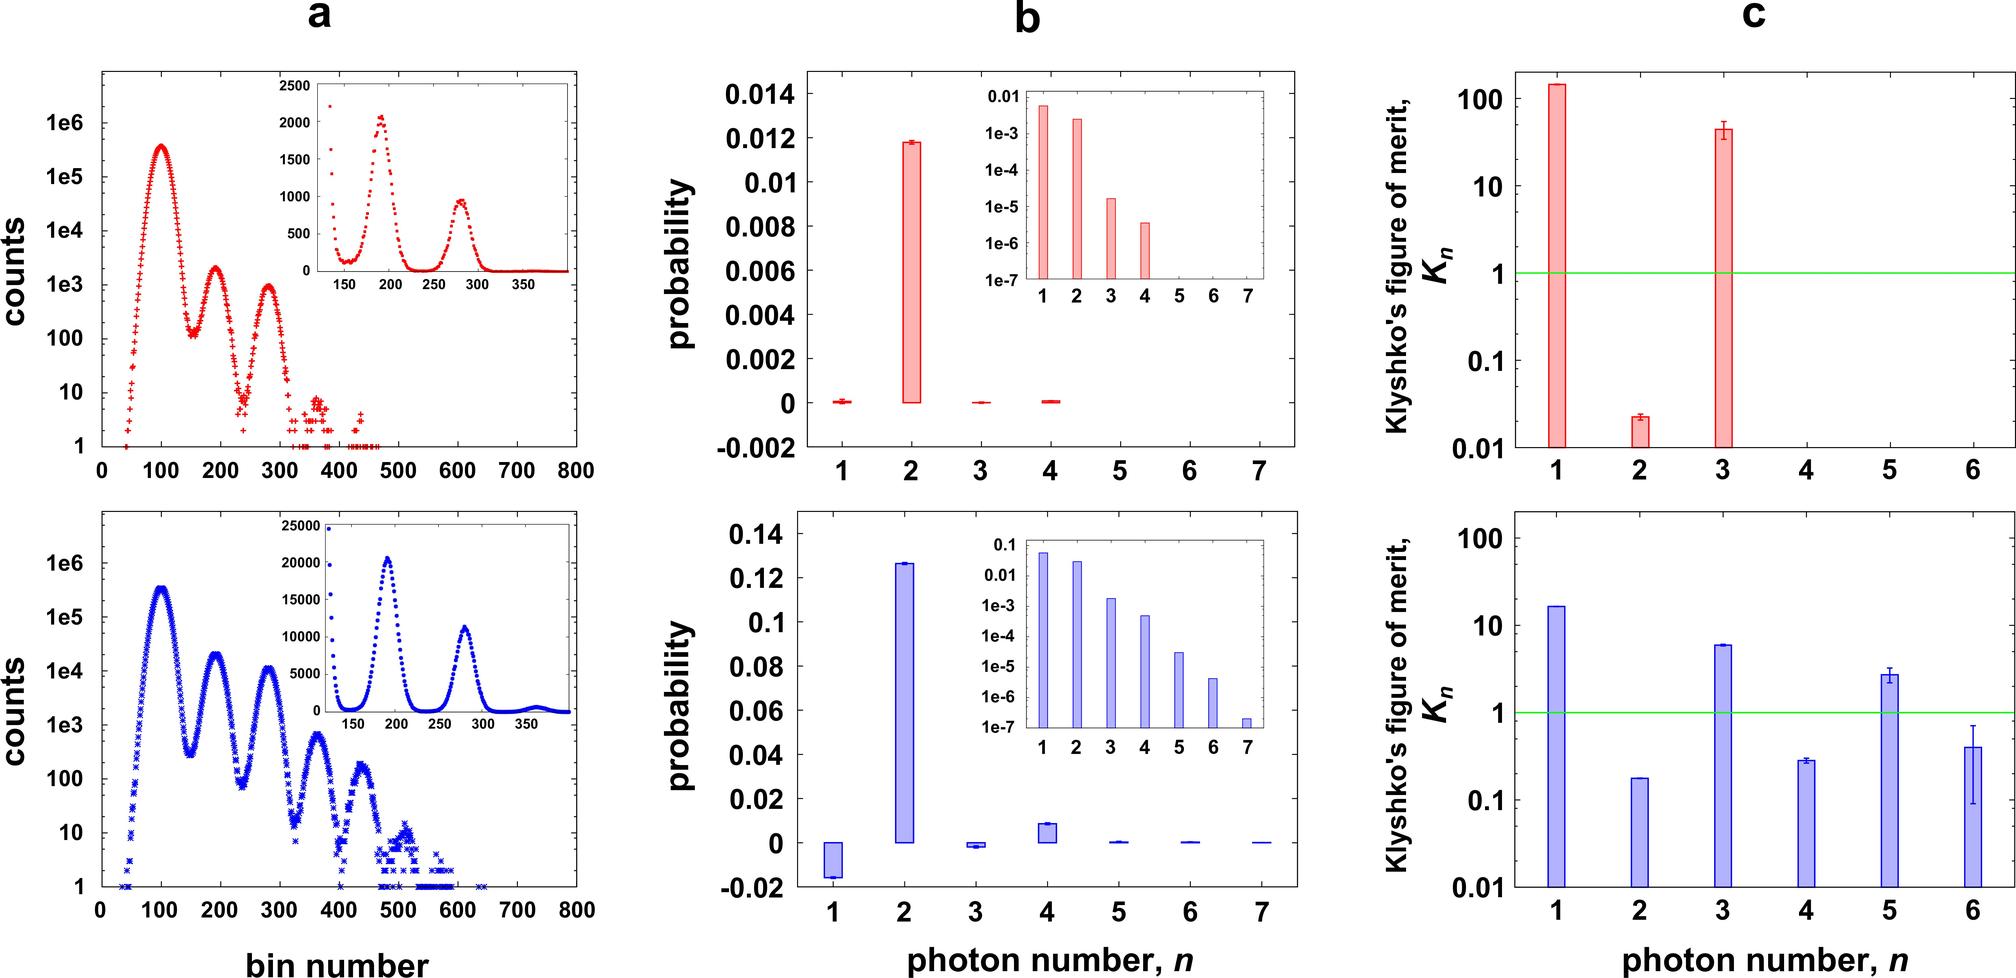 a
b
c
counts
1e6
1e5
1e4
1e3
100
10
1
0 100 200 300 400 500 600 700 800
2500
2000
1500
1000
500
0
150 200 250 300 350
probability
0.014
0.012
0.01
0.008
0.006
0.004
0.002
0
-0.002
1 2 3 4 5 6 7
0.01
1e-3
1e-4
1e-5
1e-6
1e-7
1 2 3 4 5 6 7
Klyshko's figure of merit,
Kn
100
10
1
0.1
0.01
1 2 3 4 5 6
counts
1e6
1e5
1e4
1e3
100
10
1
0 100 200 300 400 500 600 700 800
bin number
25000
20000
15000
10000
5000
0
150 200 250 300 350
probability
0.14
0.12
0.1
0.08
0.06
0.04
0.02
0
-0.02
1 2 3 4 5 6 7
photon number, n
0.1
0.01
1e-3
1e-4
1e-5
1e-6
1e-7
1 2 3 4 5 6 7
Klyshko's figure of merit,
Kn
100
10
1
0.1
0.01
1 2 3 4 5 6
photon number, n